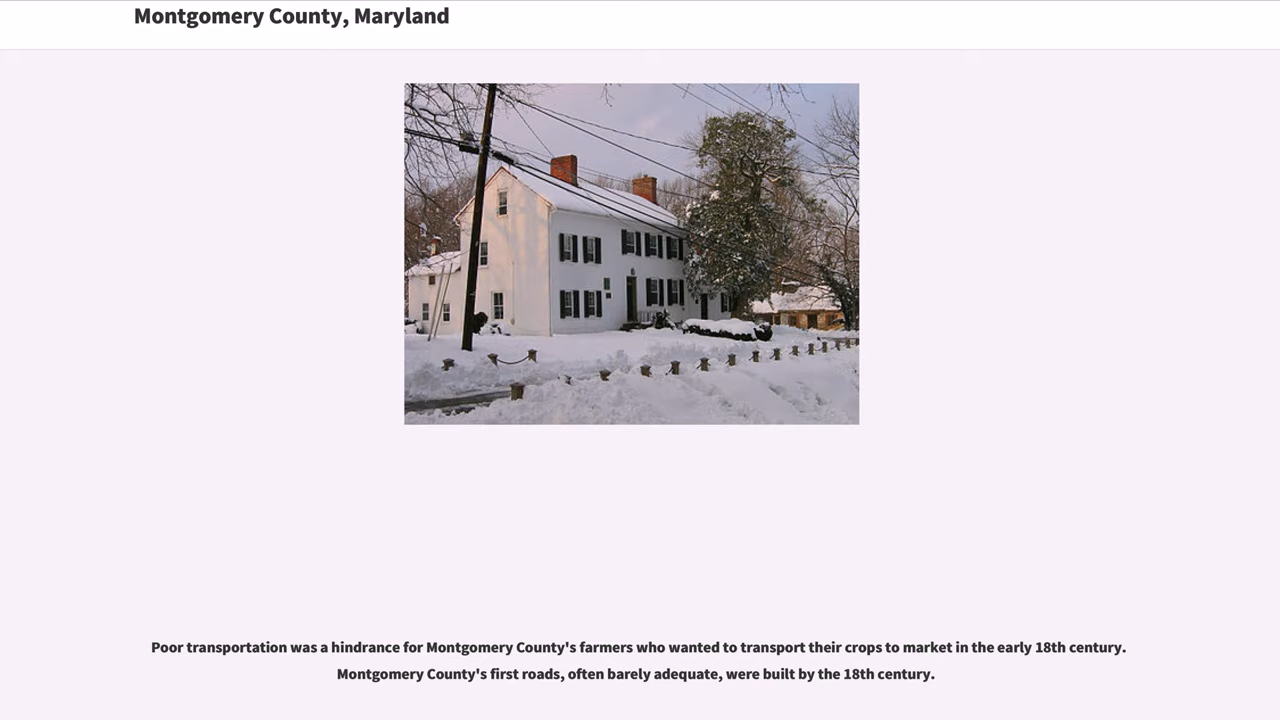 Montgomery County, Maryland
Poor transportation was a hindrance for Montgomery County's farmers who wanted to transport their crops to market in the early 18th century.
Montgomery County's first roads, often barely adequate, were built by the 18th century.